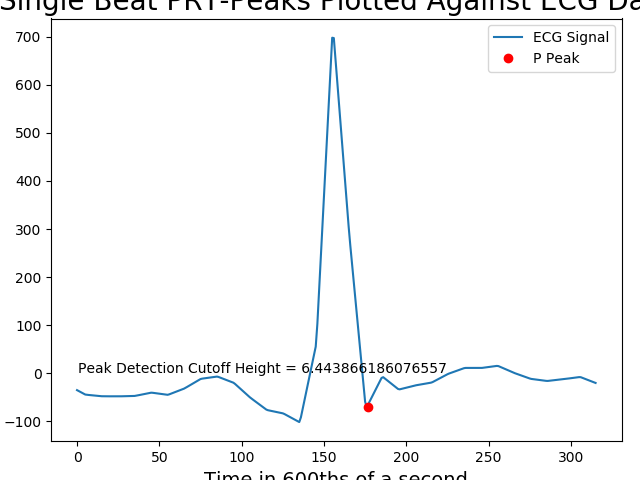 Single Beat PRT-Peaks Plotted Against ECG Da
700
600
500
400
300
200
100
0
−100
ECG Signal
P Peak
Peak Detection Cutoff Height = 6.443866186076557
0 50 100 150 200 250 300
Time in 600ths of a second